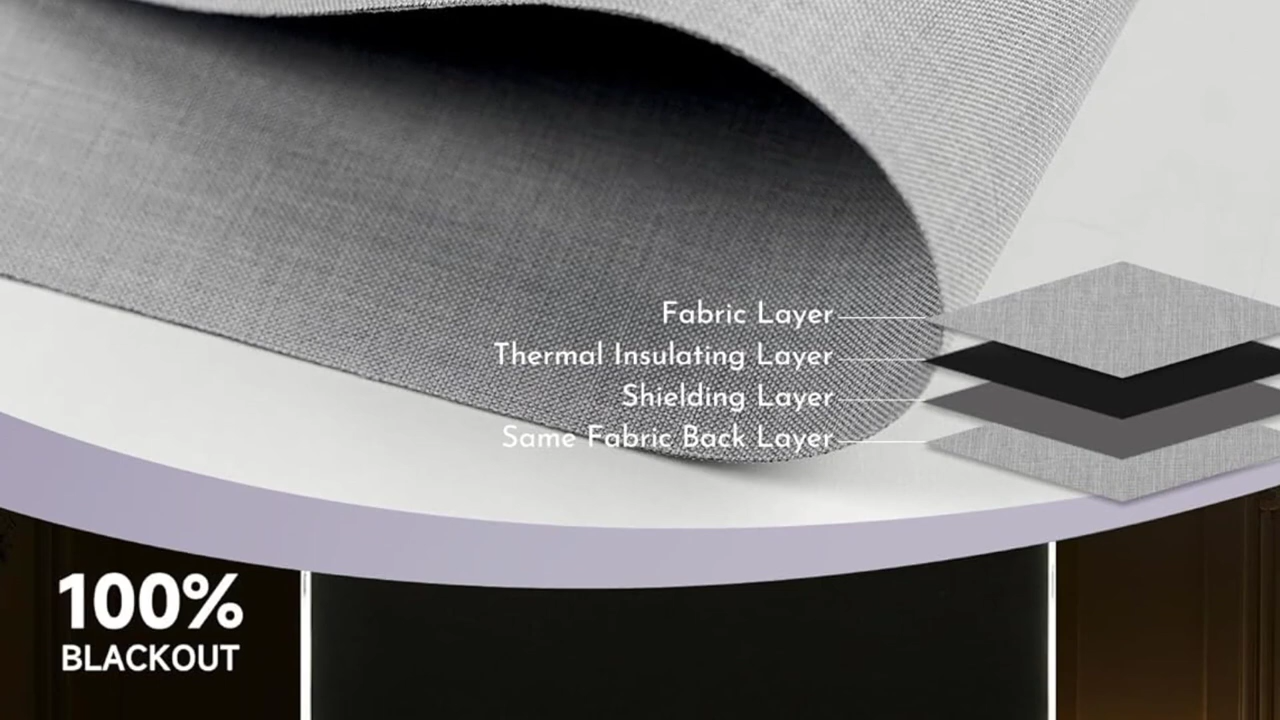 Fabric Layer
Thermal Insulating Layer
Shielding Layer
Same Fabric Back Layer
100%
BLACKOUT